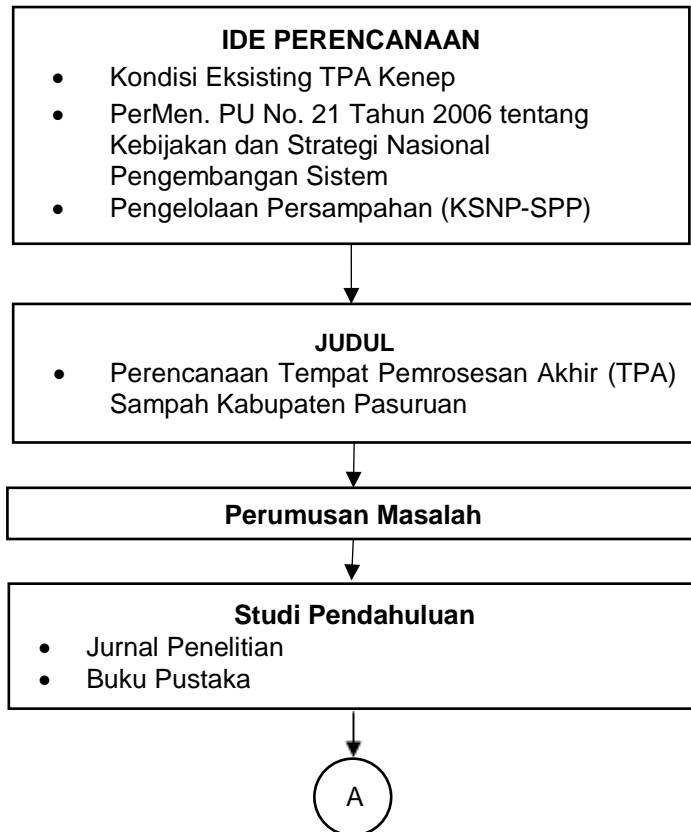 IDE PERENCANAAN
• Kondisi Eksisting TPA Kenep
• PerMen. PU No. 21 Tahun 2006 tentang
Kebijakan dan Strategi Nasional
Pengembangan Sistem
• Pengelolaan Persampahan (KSNP-SPP)
JUDUL
• Perencanaan Tempat Pemrosesan Akhir (TPA)
Sampah Kabupaten Pasuruan
Perumusan Masalah
Studi Pendahuluan
• Jurnal Penelitian
• Buku Pustaka
A